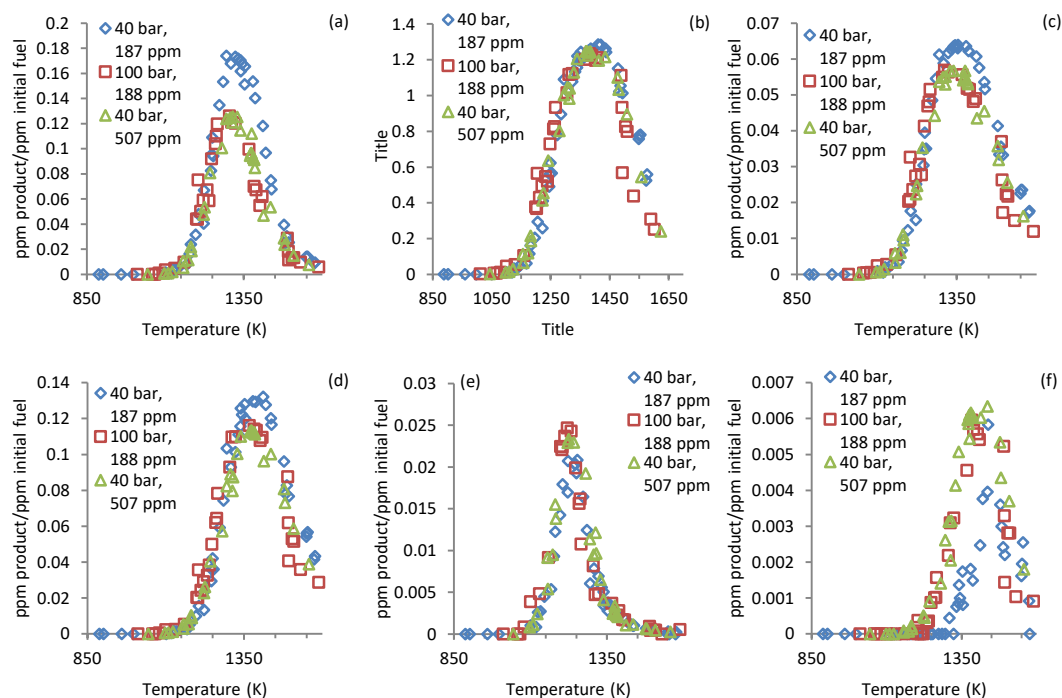 (a)
ppm product/ppm initial fuel
0.2
0.18
0.16
0.14
0.12
0.1
0.08
0.06
0.04
0.02
0
40 bar,
187 ppm
100 bar,
188 ppm
40 bar,
507 ppm
850
1350
Temperature (K)
(b)
Title
1.4
1.2
1
0.8
0.6
0.4
0.2
0
40 bar,
187 ppm
100 bar,
188 ppm
40 bar,
507 ppm
850 1050 1250 1450 1650
Title
(c)
ppm product/ppm initial fuel
0.07
0.06
0.05
0.04
0.03
0.02
0.01
0
40 bar,
187 ppm
100 bar,
188 ppm
40 bar,
507 ppm
850
1350
Temperature (K)
(d)
ppm product/ppm initial fuel
0.14
0.12
0.1
0.08
0.06
0.04
0.02
0
40 bar,
187 ppm
100 bar,
188 ppm
40 bar,
507 ppm
850
1350
Temperature (K)
(e)
ppm product/ppm initial fuel
0.03
0.025
0.02
0.015
0.01
0.005
0
40 bar,
187 ppm
100 bar,
188 ppm
40 bar,
507 ppm
850
1350
Temperature (K)
(f)
ppm product/ppm initial fuel
0.007
0.006
0.005
0.004
0.003
0.002
0.001
0
40 bar,
187 ppm
100 bar,
188 ppm
40 bar,
507 ppm
850
1350
Temperature (K)